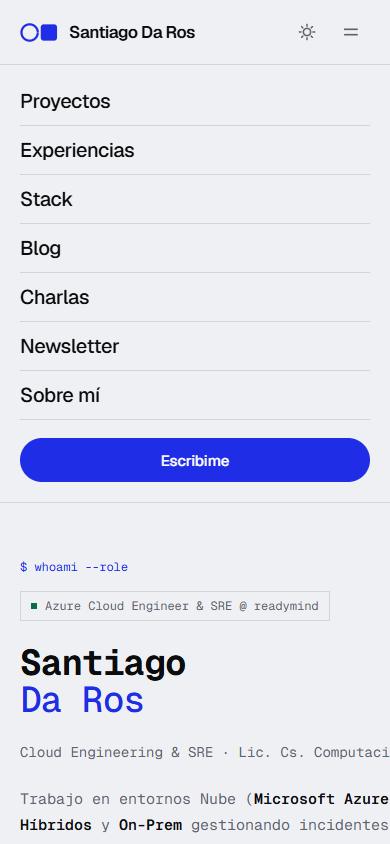 Santiago Da Ros
Proyectos
Experiencias
Stack
Blog
Charlas
Newsletter
Sobre mí
Escribime
$ whoami --role
Azure Cloud Engineer & SRE @ readymind
Santiago
Da Ros
Cloud Engineering & SRE · Lic. Cs. Computaci
Trabajo en entornos Nube (Microsoft Azure
Híbridos y On-Prem gestionando incidentes